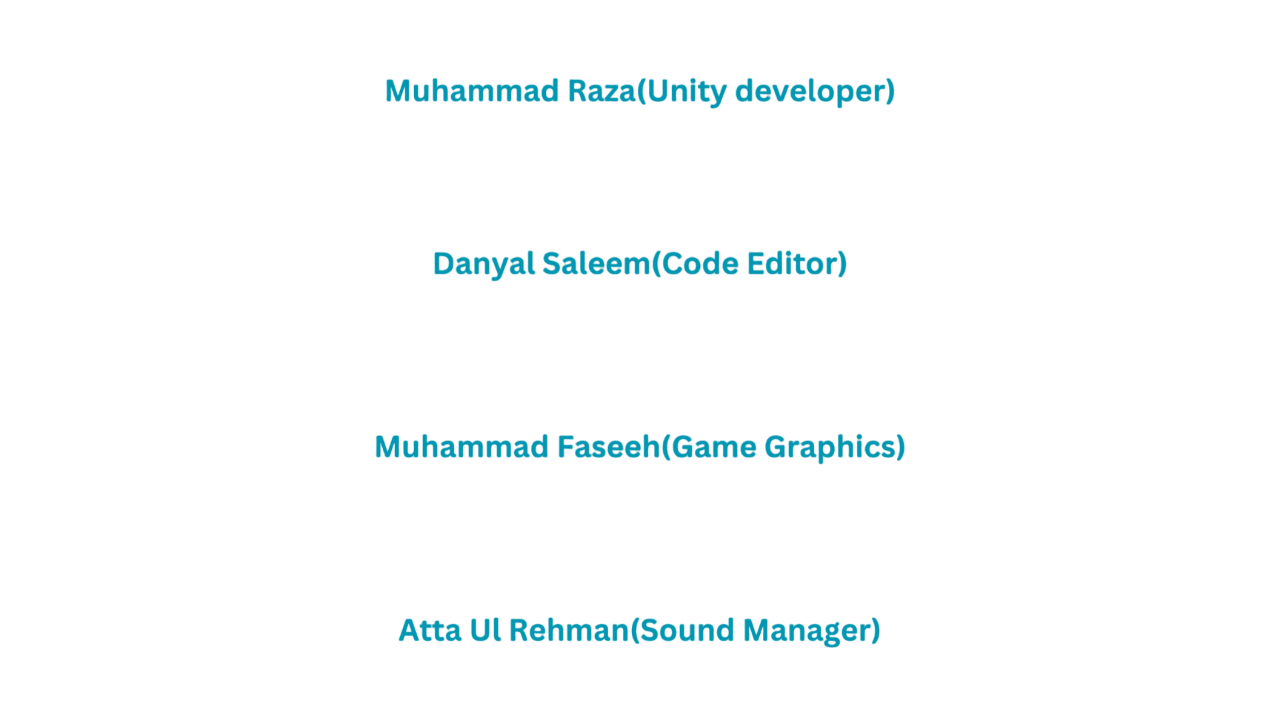 Muhammad Raza(Unity developer)
Danyal Saleem(Code Editor)
Muhammad Faseeh(Game Graphics)
Atta Ul Rehman(Sound Manager)